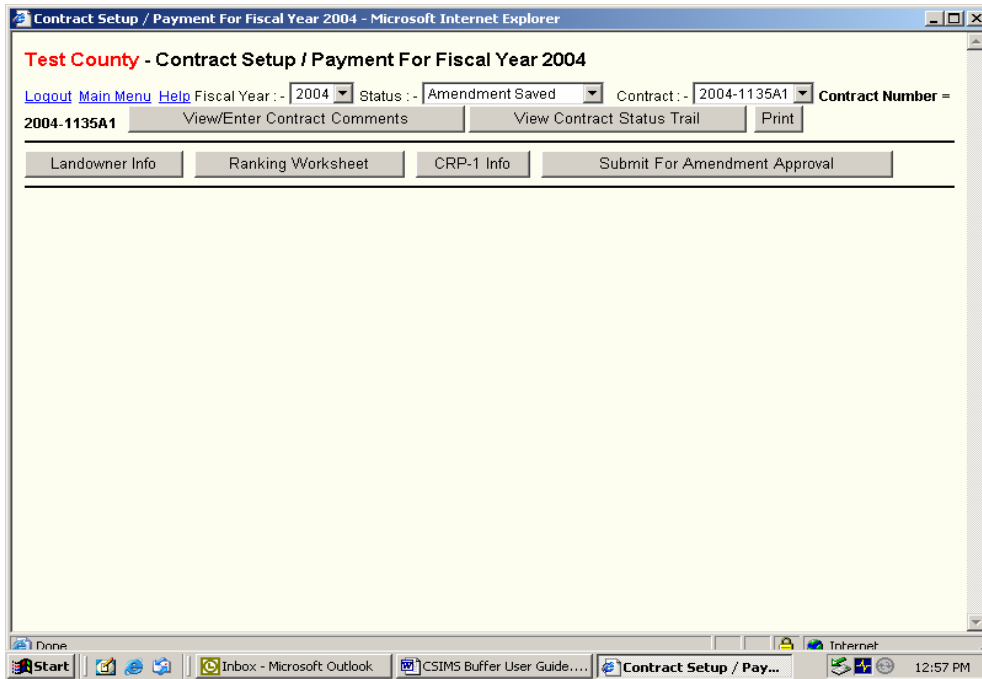 Contract Setup / Payment For Fiscal Year 2004 - Microsoft Internet Explorer
Test County - Contract Setup / Payment For Fiscal Year 2004
Logout Main Menu Help Fiscal Year : - 2004 Status : - Amendment Saved Contract : - 2004-1135A1 Contract Number =
2004-1135A1 View/Enter Contract Comments View Contract Status Trail Print
Landowner Info Ranking Worksheet CRP-1 Info Submit For Amendment Approval
Done Internet
Start Inbox - Microsoft Outlook CSIMS Buffer User Guide.... Contract Setup / Pay... 12:57 PM